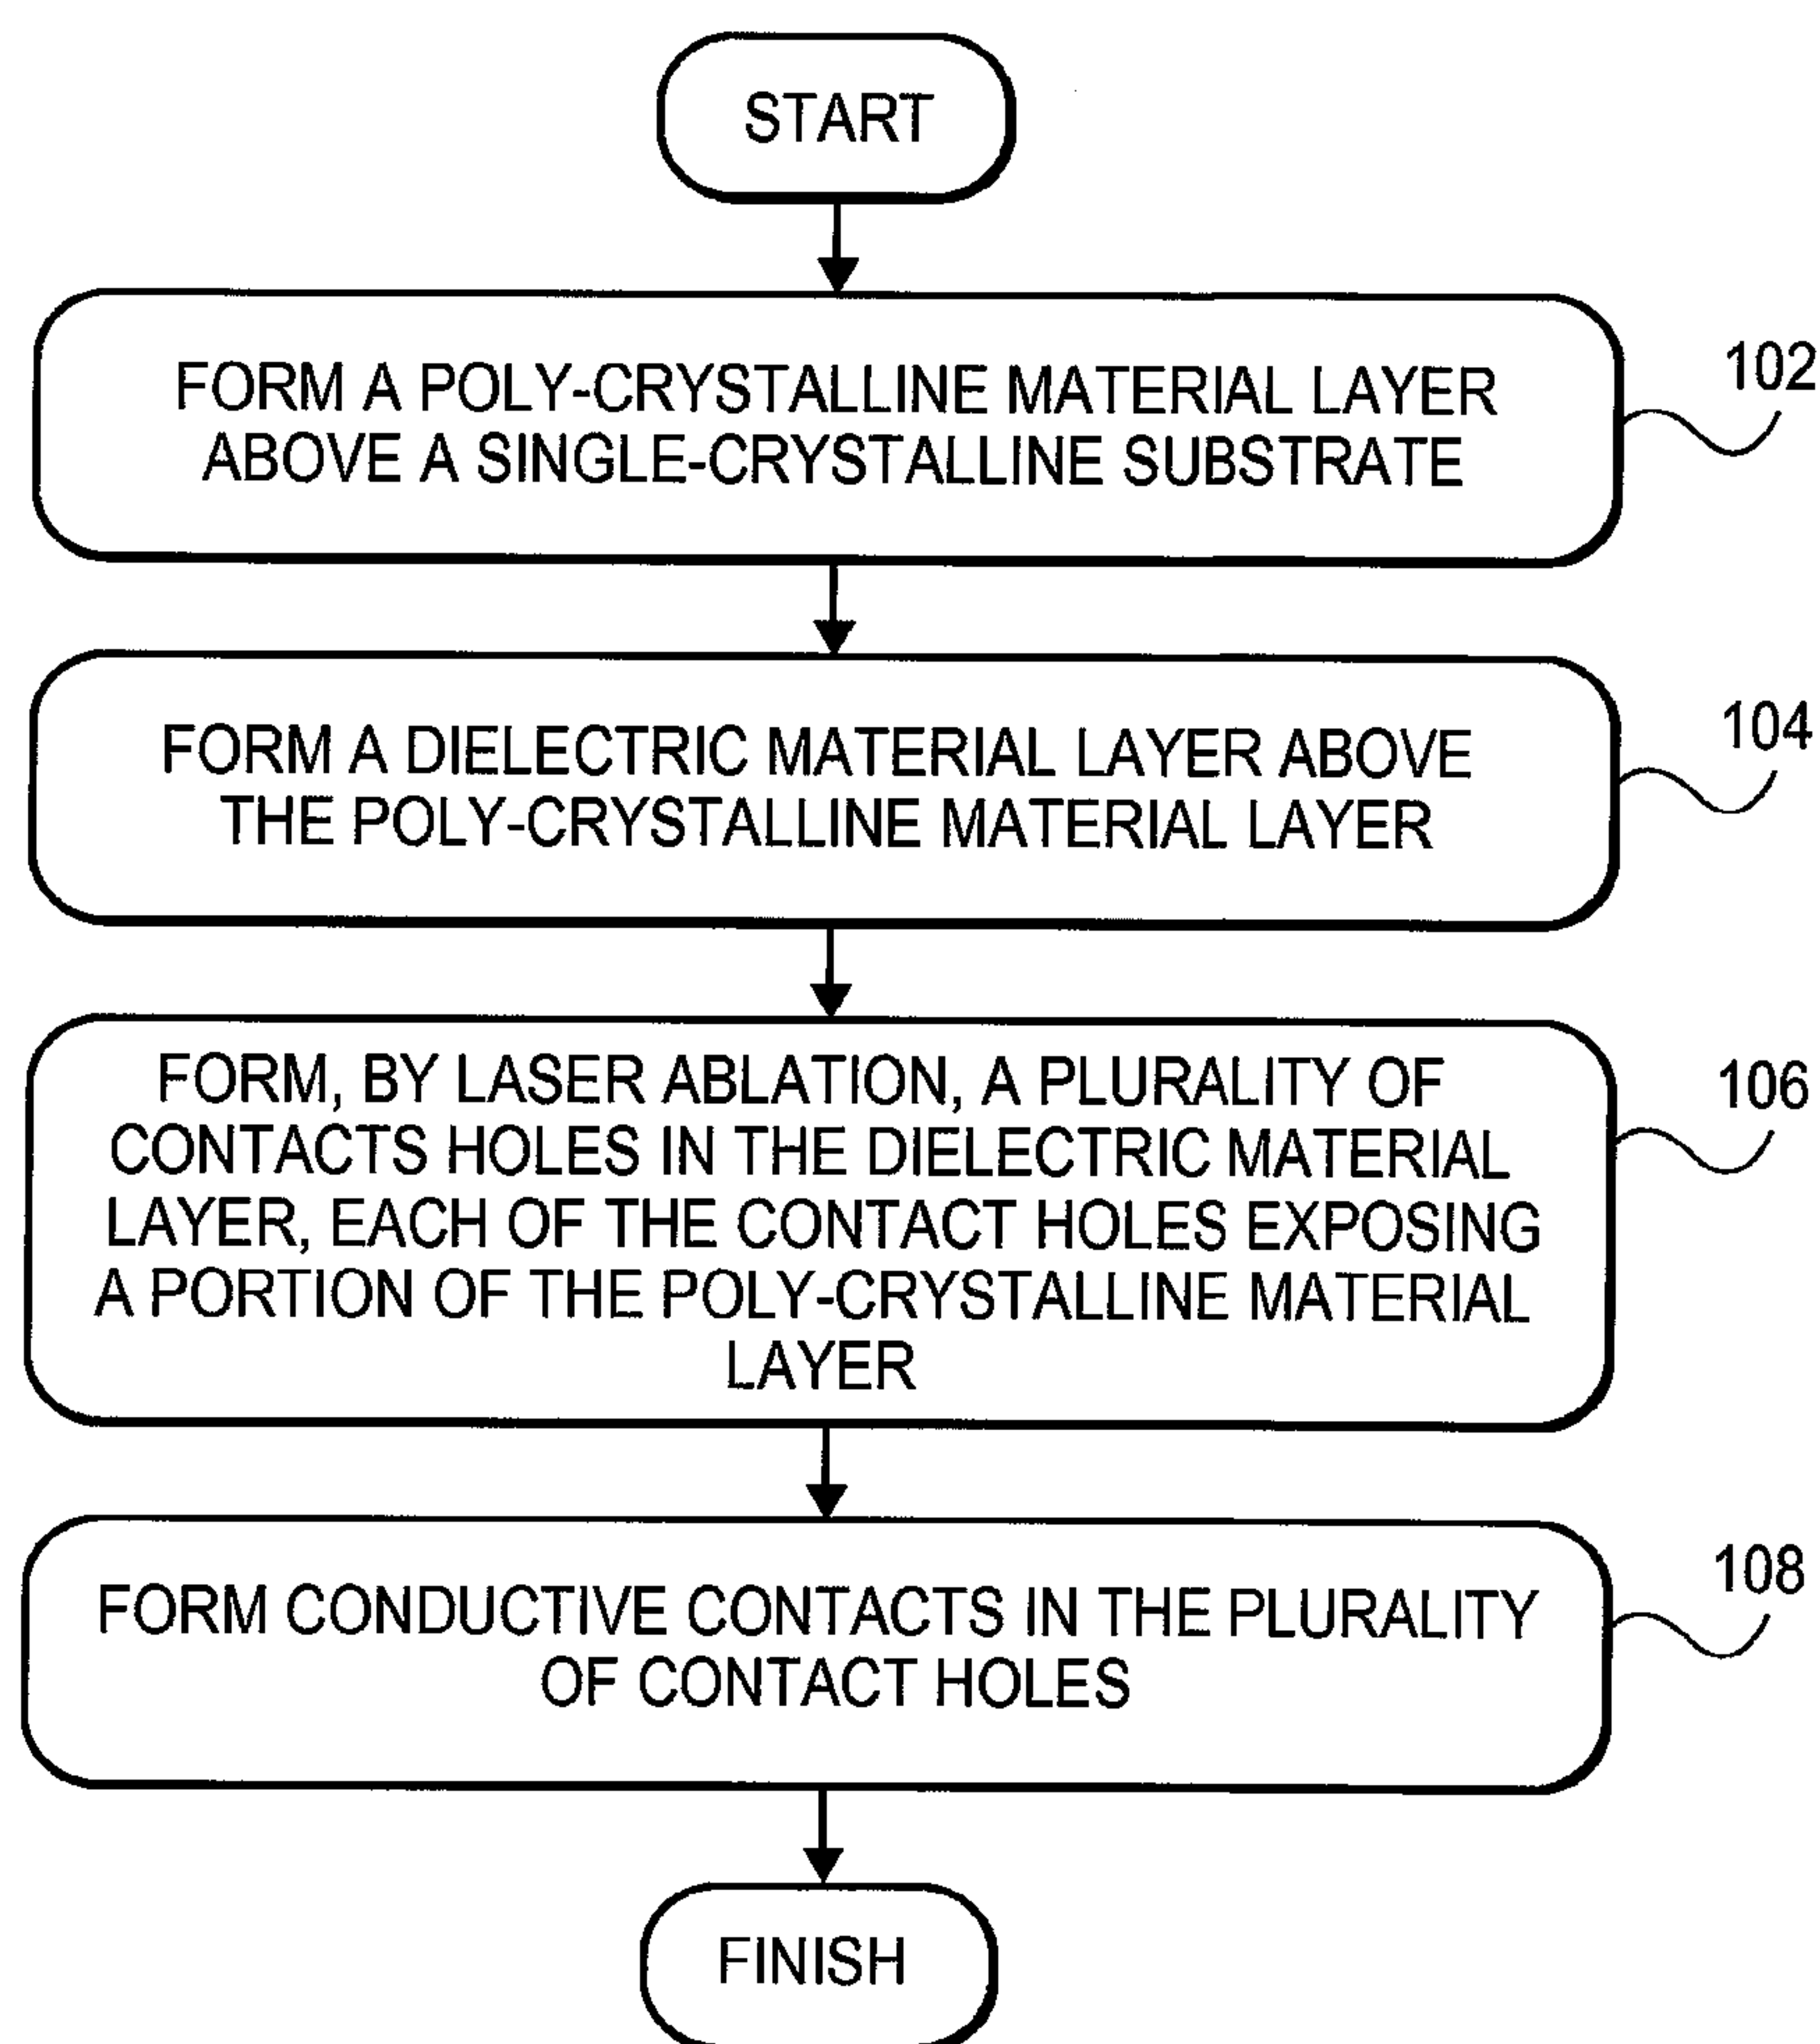 START
FORM A POLY-CRYSTALLINE MATERIAL LAYER
ABOVE A SINGLE-CRYSTALLINE SUBSTRATE
102
FORM A DIELECTRIC MATERIAL LAYER ABOVE
THE POLY-CRYSTALLINE MATERIAL LAYER
104
FORM, BY LASER ABLATION, A PLURALITY OF
CONTACTS HOLES IN THE DIELECTRIC MATERIAL
LAYER, EACH OF THE CONTACT HOLES EXPOSING
A PORTION OF THE POLY-CRYSTALLINE MATERIAL
LAYER
106
FORM CONDUCTIVE CONTACTS IN THE PLURALITY
OF CONTACT HOLES
108
FINISH